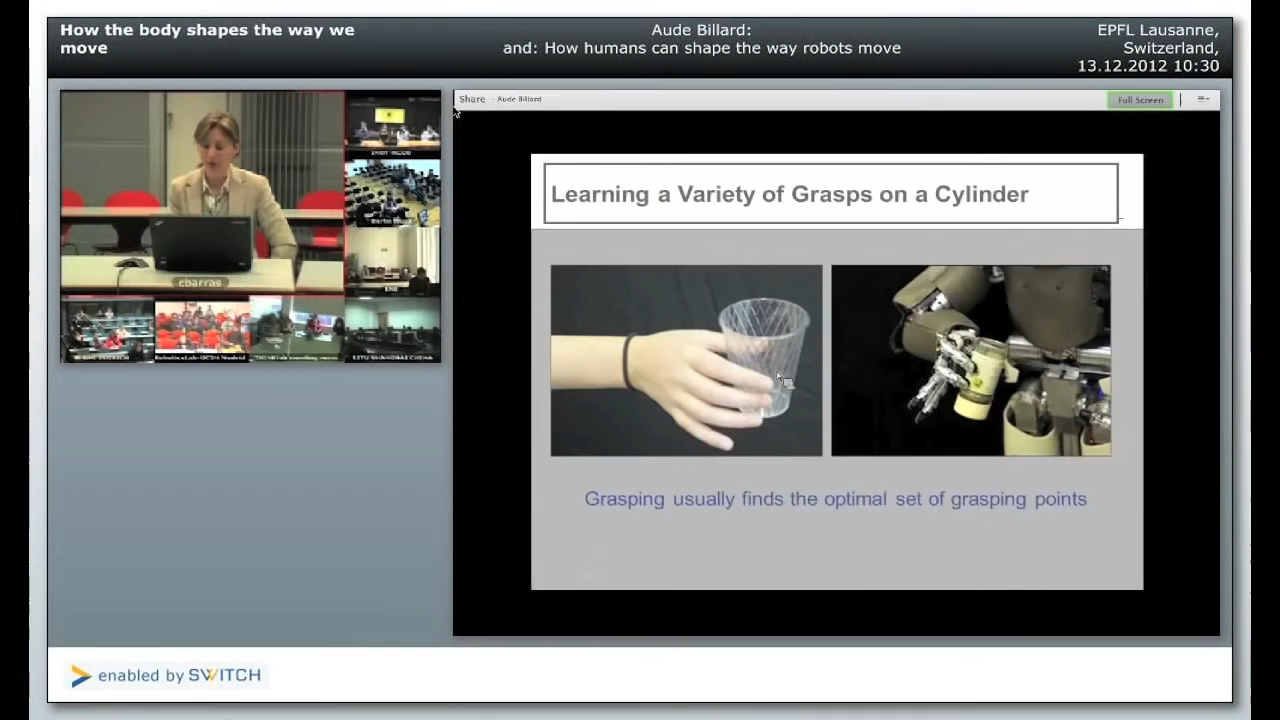 How the body shapes the way we
move
Aude Billard:
and: How humans can shape the way robots move
EPFL Lausanne,
Switzerland,
13.12.2012 10:30
Share - Aude Billard
Full Screen
cbarras
Learning a Variety of Grasps on a Cylinder
Grasping usually finds the optimal set of grasping points
enabled by SWITCH